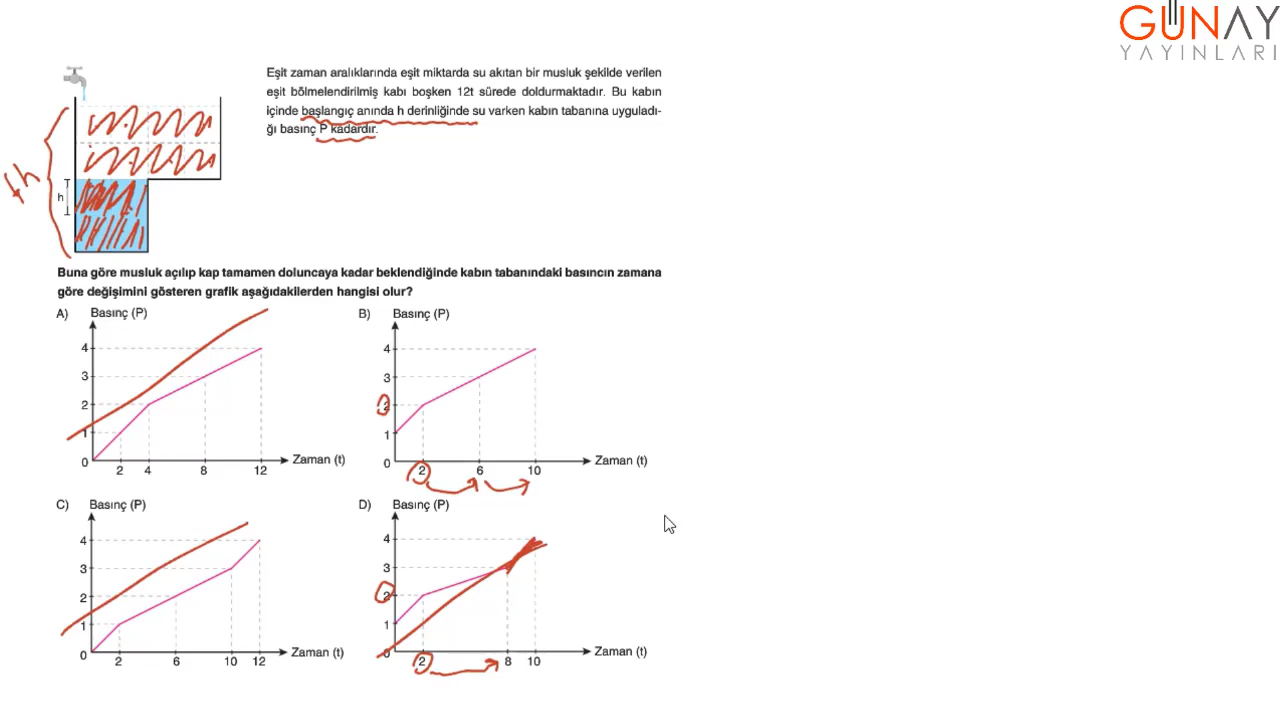 GÜNAY
YAYINLARI
Eşit zaman aralıklarında eşit miktarda su akıtan bir musluk şekilde verilen
eşit bölmelendirilmiş kabı boşken 12t sürede doldurmaktadır. Bu kabın
içinde başlangıç anında h derinliğinde su varken kabın tabanına uyguladı-
ğı basınç P kadardır.
4h
h
Buna göre musluk açılıp kap tamamen doluncaya kadar beklendiğinde kabın tabanındaki basıncın zamana
göre değişimini gösteren grafik aşağıdakilerden hangisi olur?
A) Basınç (P)
4
3
2
1
0 2 4 8 12 Zaman (t)
B) Basınç (P)
4
3
2
1
0 2 6 10 Zaman (t)
C) Basınç (P)
4
3
2
1
0 2 6 10 12 Zaman (t)
D) Basınç (P)
4
3
2
1
0 2 8 10 Zaman (t)